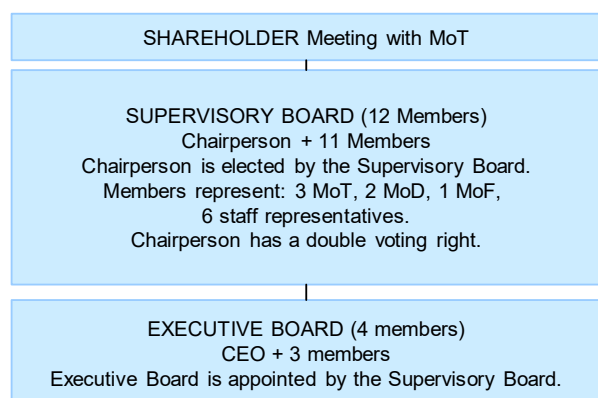 SHAREHOLDER Meeting with MoT
SUPERVISORY BOARD (12 Members)
Chairperson + 11 Members
Chairperson is elected by the Supervisory Board.
Members represent: 3 MoT, 2 MoD, 1 MoF,
6 staff representatives.
Chairperson has a double voting right.
EXECUTIVE BOARD (4 members)
CEO + 3 members
Executive Board is appointed by the Supervisory Board.